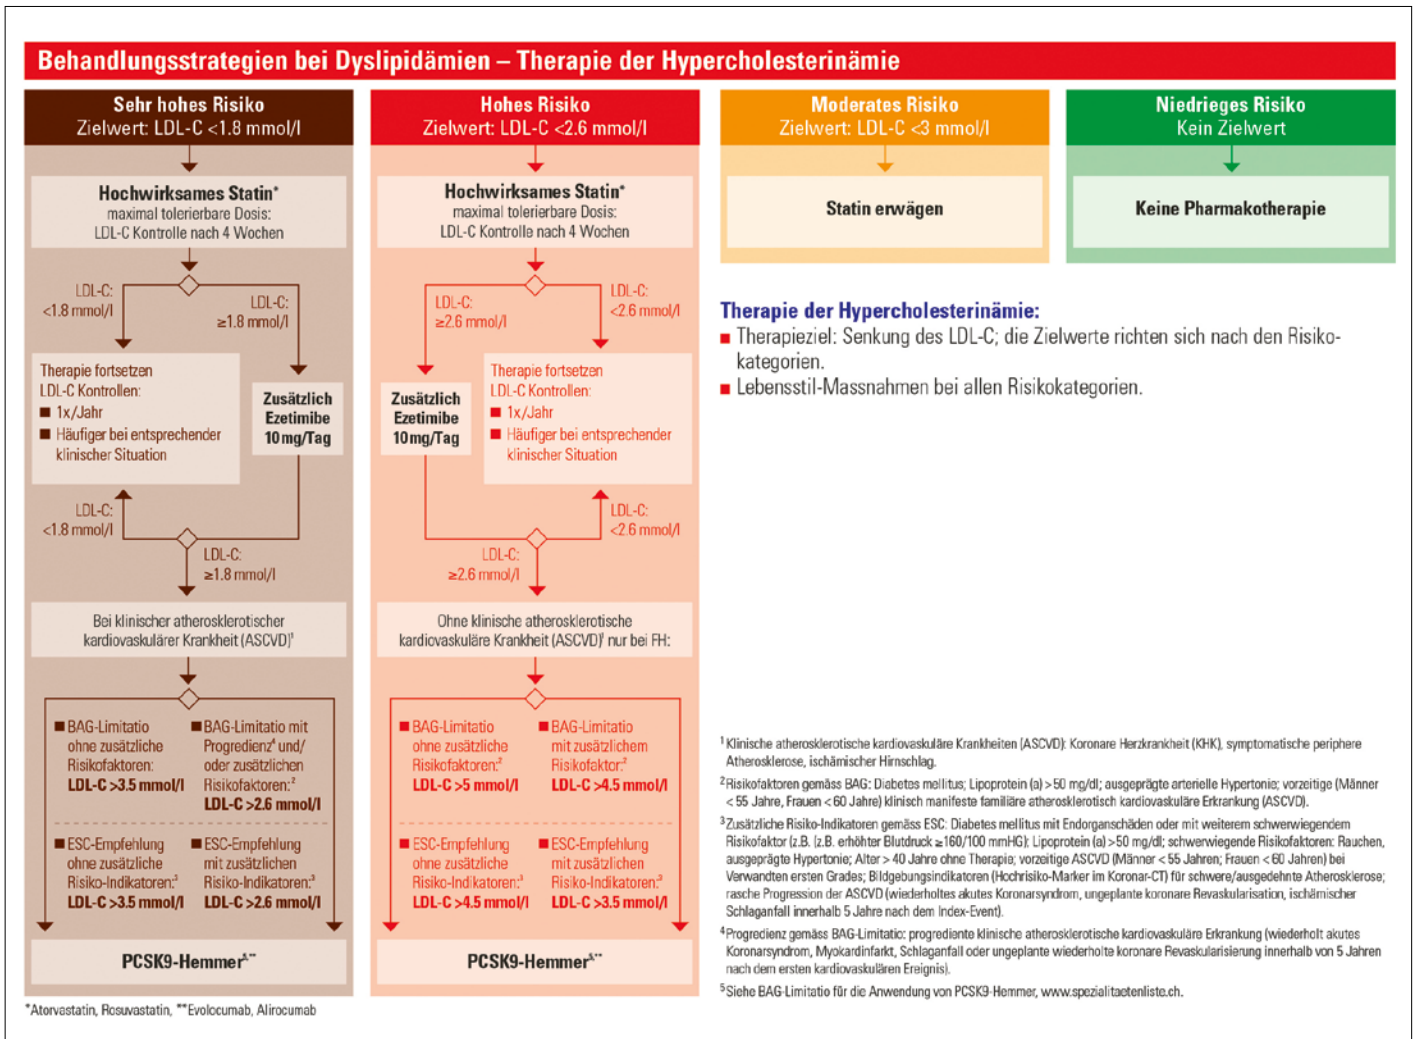 Behandlungsstrategien bei Dyslipidämien – Therapie der Hypercholesterinämie
Sehr hohes Risiko
Zielwert: LDL-C <1.8 mmol/l
Hochwirksames Statin*
maximal tolerierbare Dosis:
LDL-C Kontrolle nach 4 Wochen
LDL-C:
<1.8 mmol/l
LDL-C:
≥1.8 mmol/l
Therapie fortsetzen
LDL-C Kontrollen:
■ 1x/Jahr
■ Häufiger bei entsprechender
klinischer Situation
Zusätzlich
Ezetimibe
10 mg/Tag
LDL-C:
<1.8 mmol/l
LDL-C:
≥1.8 mmol/l
Bei klinischer atherosklerotischer
kardiovaskulärer Krankheit (ASCVD)¹
■ BAG-Limitatio
ohne zusätzliche
Risikofaktoren:
LDL-C >3.5 mmol/l
■ BAG-Limitatio mit
Progredienz⁴ und/
oder zusätzlichen
Risikofaktoren:²
LDL-C >2.6 mmol/l
■ ESC-Empfehlung
ohne zusätzliche
Risiko-Indikatoren:³
LDL-C >3.5 mmol/l
■ ESC-Empfehlung
mit zusätzlichen
Risiko-Indikatoren:³
LDL-C >2.6 mmol/l
PCSK9-Hemmer⁵,**
Hohes Risiko
Zielwert: LDL-C <2.6 mmol/l
Hochwirksames Statin*
maximal tolerierbare Dosis:
LDL-C Kontrolle nach 4 Wochen
LDL-C:
≥2.6 mmol/l
LDL-C:
<2.6 mmol/l
Zusätzlich
Ezetimibe
10 mg/Tag
Therapie fortsetzen
LDL-C Kontrollen:
■ 1x/Jahr
■ Häufiger bei entsprechender
klinischer Situation
LDL-C:
<2.6 mmol/l
LDL-C:
≥2.6 mmol/l
Ohne klinische atherosklerotische
kardiovaskuläre Krankheit (ASCVD)¹ nur bei FH:
■ BAG-Limitatio
ohne zusätzliche
Risikofaktoren:²
LDL-C >5 mmol/l
■ BAG-Limitatio
mit zusätzlichem
Risikofaktor:²
LDL-C >4.5 mmol/l
■ ESC-Empfehlung
ohne zusätzliche
Risiko-Indikatoren:³
LDL-C >4.5 mmol/l
■ ESC-Empfehlung
mit zusätzlichen
Risiko-Indikatoren:³
LDL-C >3.5 mmol/l
PCSK9-Hemmer⁵,**
Moderates Risiko
Zielwert: LDL-C <3 mmol/l
Statin erwägen
Niedrieges Risiko
Kein Zielwert
Keine Pharmakotherapie
Therapie der Hypercholesterinämie:
■ Therapieziel: Senkung des LDL-C; die Zielwerte richten sich nach den Risiko-
kategorien.
■ Lebensstil-Massnahmen bei allen Risikokategorien.
¹ Klinische atherosklerotische kardiovaskuläre Krankheiten (ASCVD): Koronare Herzkrankheit (KHK), symptomatische periphere
Atherosklerose, ischämischer Hirnschlag.
² Risikofaktoren gemäss BAG: Diabetes mellitus; Lipoprotein (a) >50 mg/dl; ausgeprägte arterielle Hypertonie; vorzeitige (Männer
< 55 Jahre, Frauen < 60 Jahre) klinisch manifeste familiäre atherosklerotisch kardiovaskuläre Erkrankung (ASCVD).
³ Zusätzliche Risiko-Indikatoren gemäss ESC: Diabetes mellitus mit Endorganschäden oder mit weiterem schwerwiegendem
Risikofaktor (z.B. (z.B. erhöhter Blutdruck ≥160/100 mmHG); Lipoprotein (a) >50 mg/dl; schwerwiegende Risikofaktoren: Rauchen,
ausgeprägte Hypertonie; Alter > 40 Jahre ohne Therapie; vorzeitige ASCVD (Männer < 55 Jahren; Frauen < 60 Jahren) bei
Verwandten ersten Grades; Bildgebungsindikatoren (Hochrisiko-Marker im Koronar-CT) für schwere/ausgedehnte Atherosklerose;
rasche Progression der ASCVD (wiederholtes akutes Koronarsyndrom, ungeplante koronare Revaskularisation, ischämischer
Schlaganfall innerhalb 5 Jahre nach dem Index-Event).
⁴ Progredienz gemäss BAG-Limitatio: progrediente klinische atherosklerotische kardiovaskuläre Erkrankung (wiederholt akutes
Koronarsyndrom, Myokardinfarkt, Schlaganfall oder ungeplante wiederholte koronare Revaskularisierung innerhalb von 5 Jahren
nach dem ersten kardiovaskulären Ereignis).
⁵ Siehe BAG-Limitatio für die Anwendung von PCSK9-Hemmer, www.spezialitaetenliste.ch.
*Atorvastatin, Rosuvastatin, **Evolocumab, Alirocumab